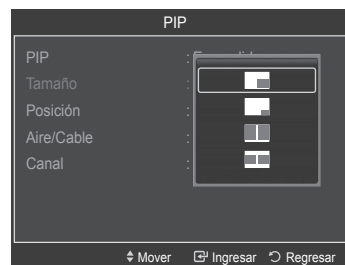 PIP
PIP :
Tamaño :
Posición :
Aire/Cable :
Canal :
Mover Ingresar Regresar